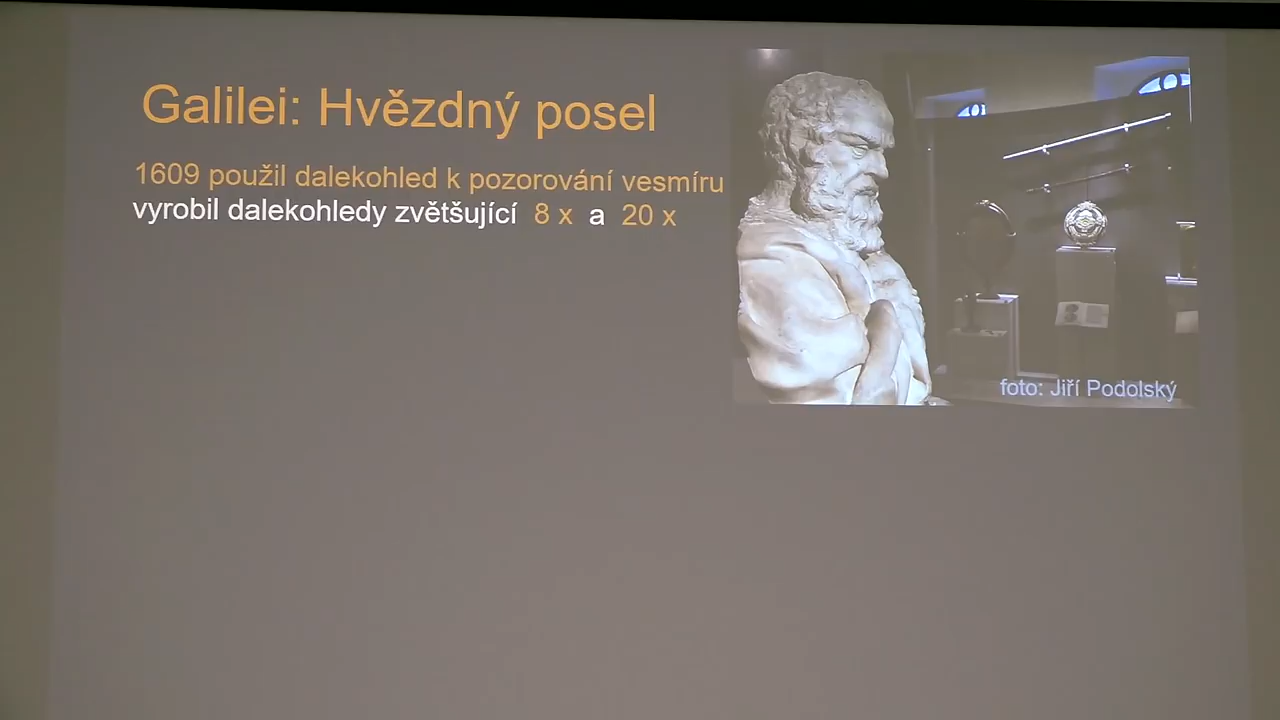 Galilei: Hvězdný posel
1609 použil dalekohled k pozorování vesmíru
vyrobil dalekohledy zvětšující 8 x a 20 x
foto: Jiří Podolský